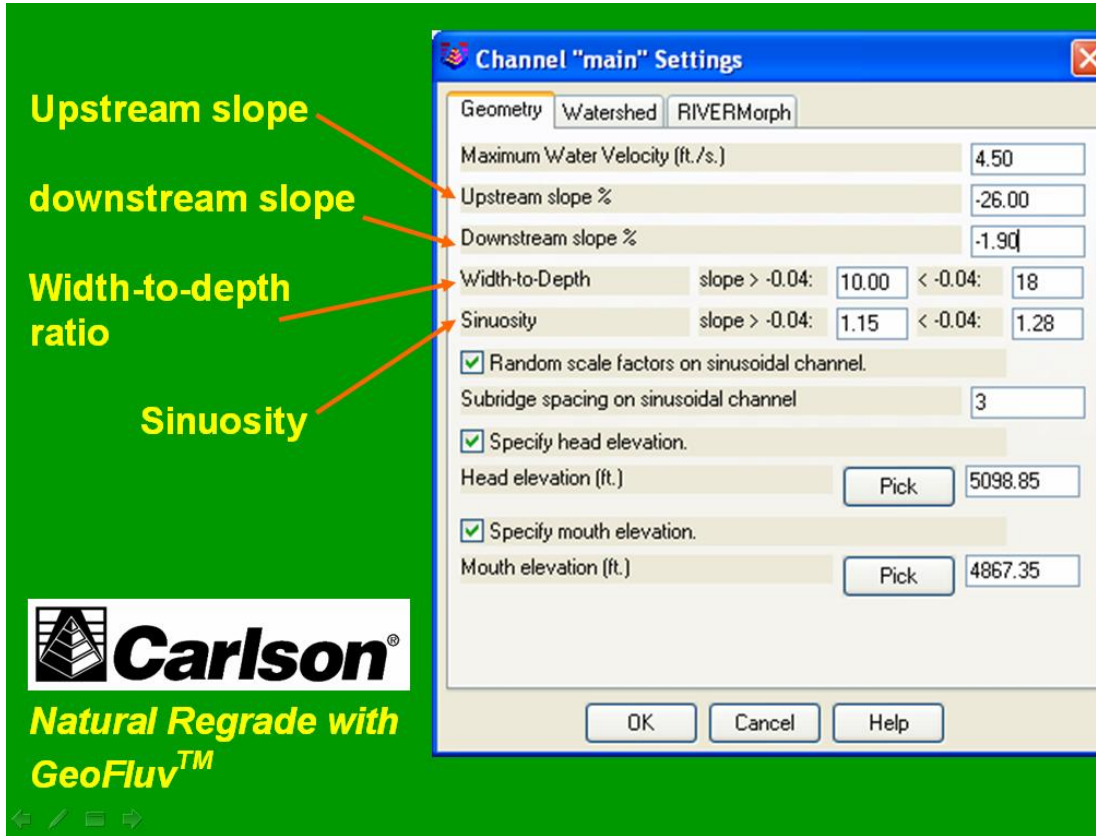 Upstream slope
downstream slope
Width-to-depth
ratio
Sinuosity
Carlson®
Natural Regrade with
GeoFluv™
Channel "main" Settings
Geometry Watershed RIVERMorph
Maximum Water Velocity (ft./s.) 4.50
Upstream slope % -26.00
Downstream slope % -1.90
Width-to-Depth slope > -0.04: 10.00 < -0.04: 18
Sinuosity slope > -0.04: 1.15 < -0.04: 1.28
Random scale factors on sinusoidal channel.
Subridge spacing on sinusoidal channel 3
Specify head elevation.
Head elevation (ft.) Pick 5098.85
Specify mouth elevation.
Mouth elevation (ft.) Pick 4867.35
OK Cancel Help